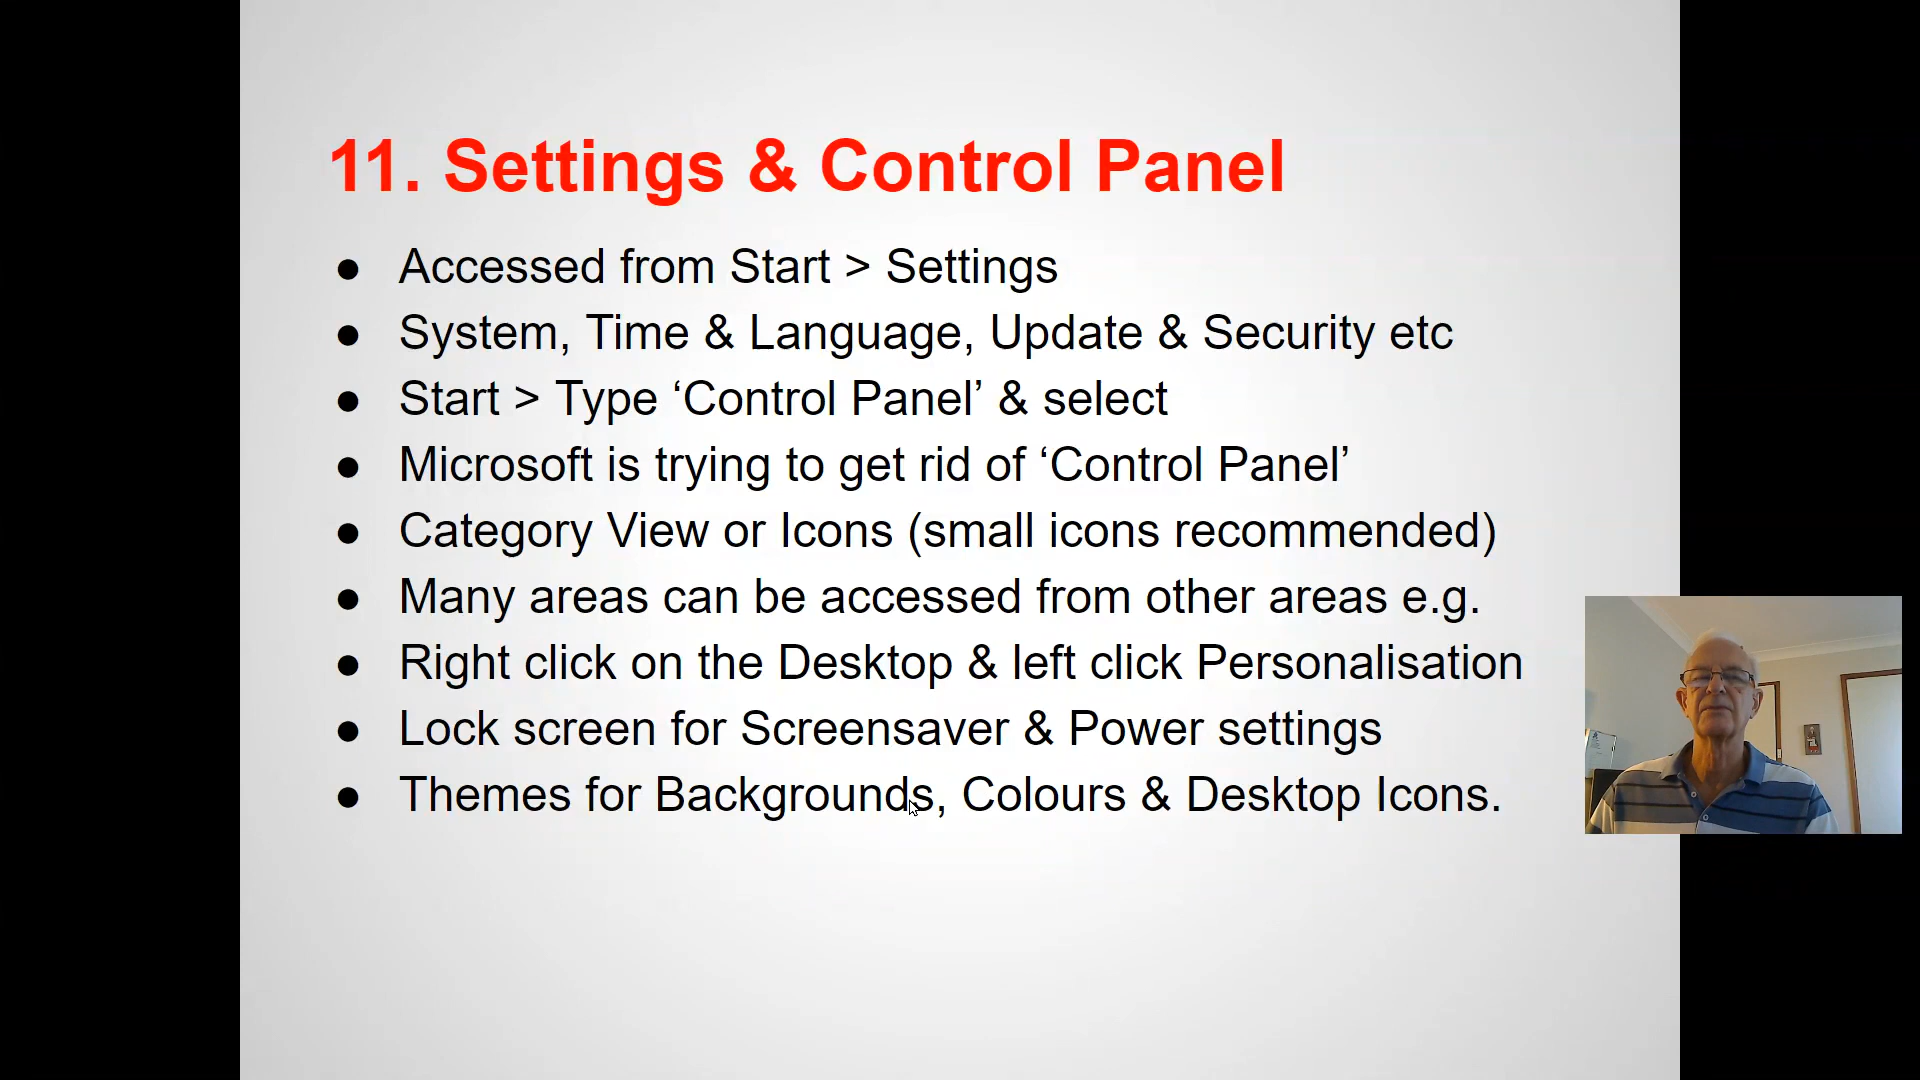 11. Settings & Control Panel
● Accessed from Start > Settings
● System, Time & Language, Update & Security etc
● Start > Type ‘Control Panel’ & select
● Microsoft is trying to get rid of ‘Control Panel’
● Category View or Icons (small icons recommended)
● Many areas can be accessed from other areas e.g.
● Right click on the Desktop & left click Personalisation
● Lock screen for Screensaver & Power settings
● Themes for Backgrounds, Colours & Desktop Icons.